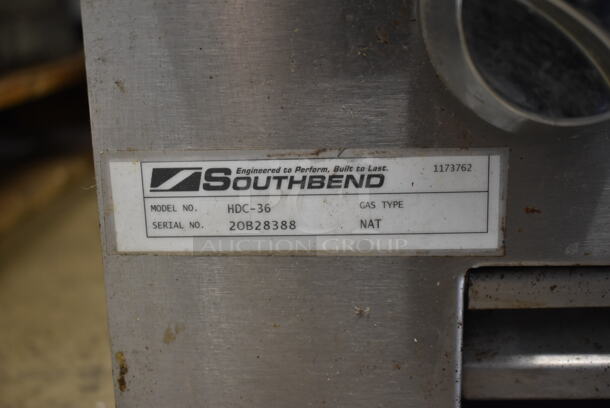 Engineered to Perform, Built to Last.
1173762
SOUTHBEND
MODEL NO. HDC-36 GAS TYPE
SERIAL NO. 20B28388 NAT
AUCTION GROUP